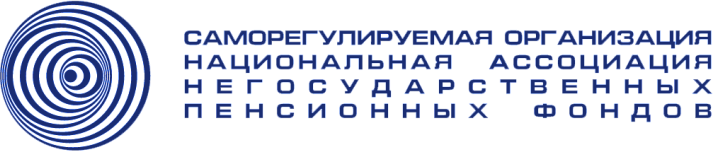 САМОРЕГУЛИРУЕМАЯ ОРГАНИЗАЦИЯ
НАЦИОНАЛЬНАЯ АССОЦИАЦИЯ
НЕГОСУДАРСТВЕННЫХ
ПЕНСИОННЫХ ФОНДОВ